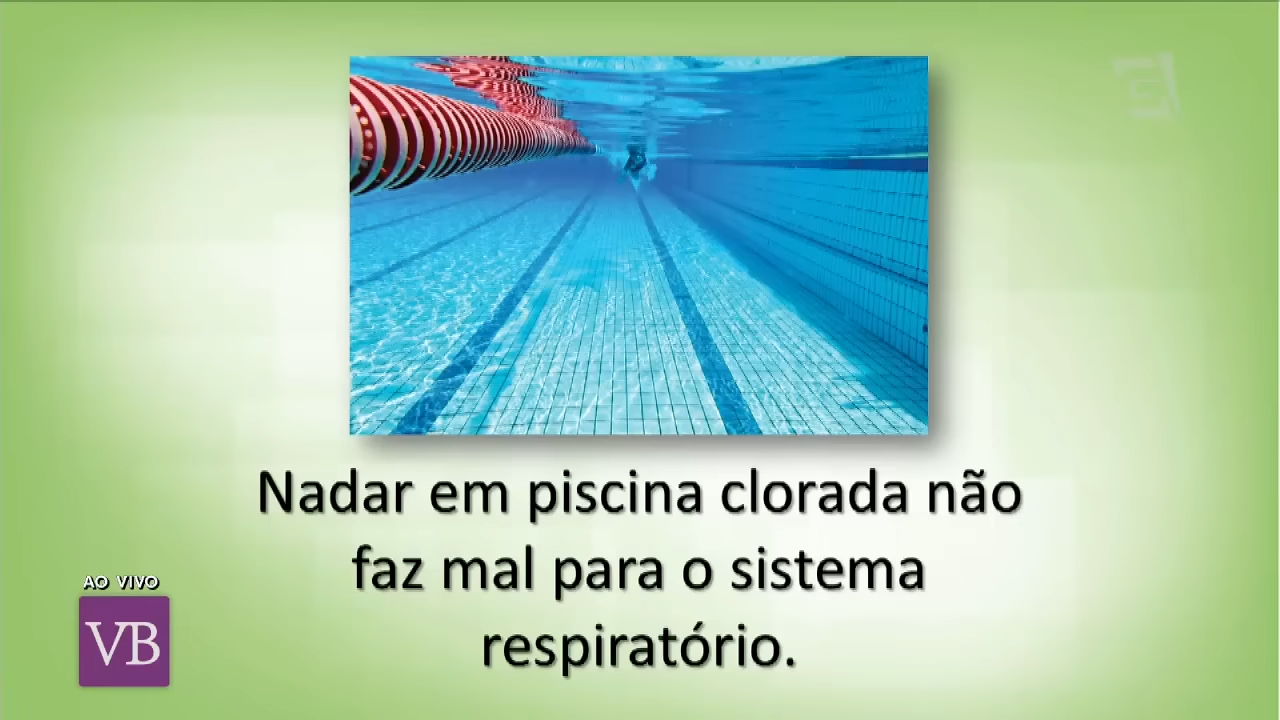 Nadar em piscina clorada não
faz mal para o sistema
respiratório.
AO VIVO
VB